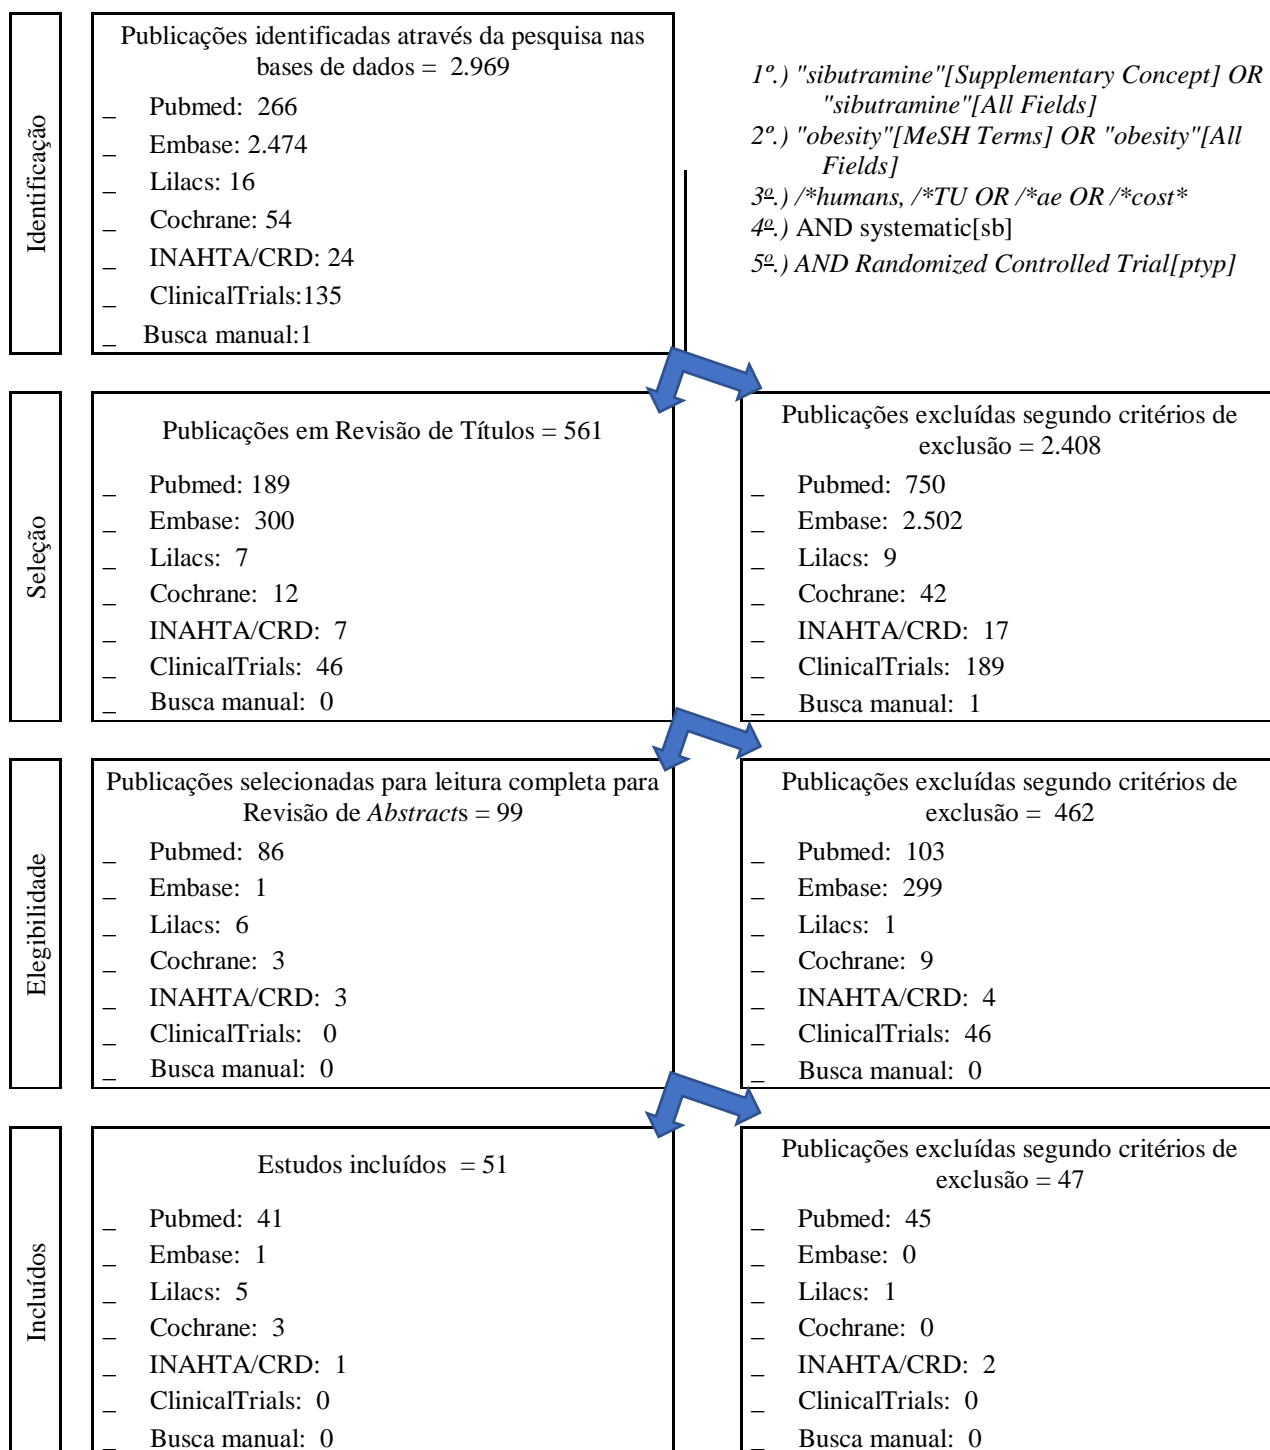 Identificação
Publicações identificadas através da pesquisa nas
bases de dados = 2.969
_ Pubmed: 266
_ Embase: 2.474
_ Lilacs: 16
_ Cochrane: 54
_ INAHTA/CRD: 24
_ ClinicalTrials:135
_ Busca manual:1
1º.) "sibutramine"[Supplementary Concept] OR
"sibutramine"[All Fields]
2º.) "obesity"[MeSH Terms] OR "obesity"[All
Fields]
3º.) /*humans, /*TU OR /*ae OR /*cost*
4º.) AND systematic[sb]
5º.) AND Randomized Controlled Trial[ptyp]
Seleção
Publicações em Revisão de Títulos = 561
_ Pubmed: 189
_ Embase: 300
_ Lilacs: 7
_ Cochrane: 12
_ INAHTA/CRD: 7
_ ClinicalTrials: 46
_ Busca manual: 0
Publicações excluídas segundo critérios de
exclusão = 2.408
_ Pubmed: 750
_ Embase: 2.502
_ Lilacs: 9
_ Cochrane: 42
_ INAHTA/CRD: 17
_ ClinicalTrials: 189
_ Busca manual: 1
Elegibilidade
Publicações selecionadas para leitura completa para
Revisão de Abstracts = 99
_ Pubmed: 86
_ Embase: 1
_ Lilacs: 6
_ Cochrane: 3
_ INAHTA/CRD: 3
_ ClinicalTrials: 0
_ Busca manual: 0
Publicações excluídas segundo critérios de
exclusão = 462
_ Pubmed: 103
_ Embase: 299
_ Lilacs: 1
_ Cochrane: 9
_ INAHTA/CRD: 4
_ ClinicalTrials: 46
_ Busca manual: 0
Incluídos
Estudos incluídos = 51
_ Pubmed: 41
_ Embase: 1
_ Lilacs: 5
_ Cochrane: 3
_ INAHTA/CRD: 1
_ ClinicalTrials: 0
_ Busca manual: 0
Publicações excluídas segundo critérios de
exclusão = 47
_ Pubmed: 45
_ Embase: 0
_ Lilacs: 1
_ Cochrane: 0
_ INAHTA/CRD: 2
_ ClinicalTrials: 0
_ Busca manual: 0